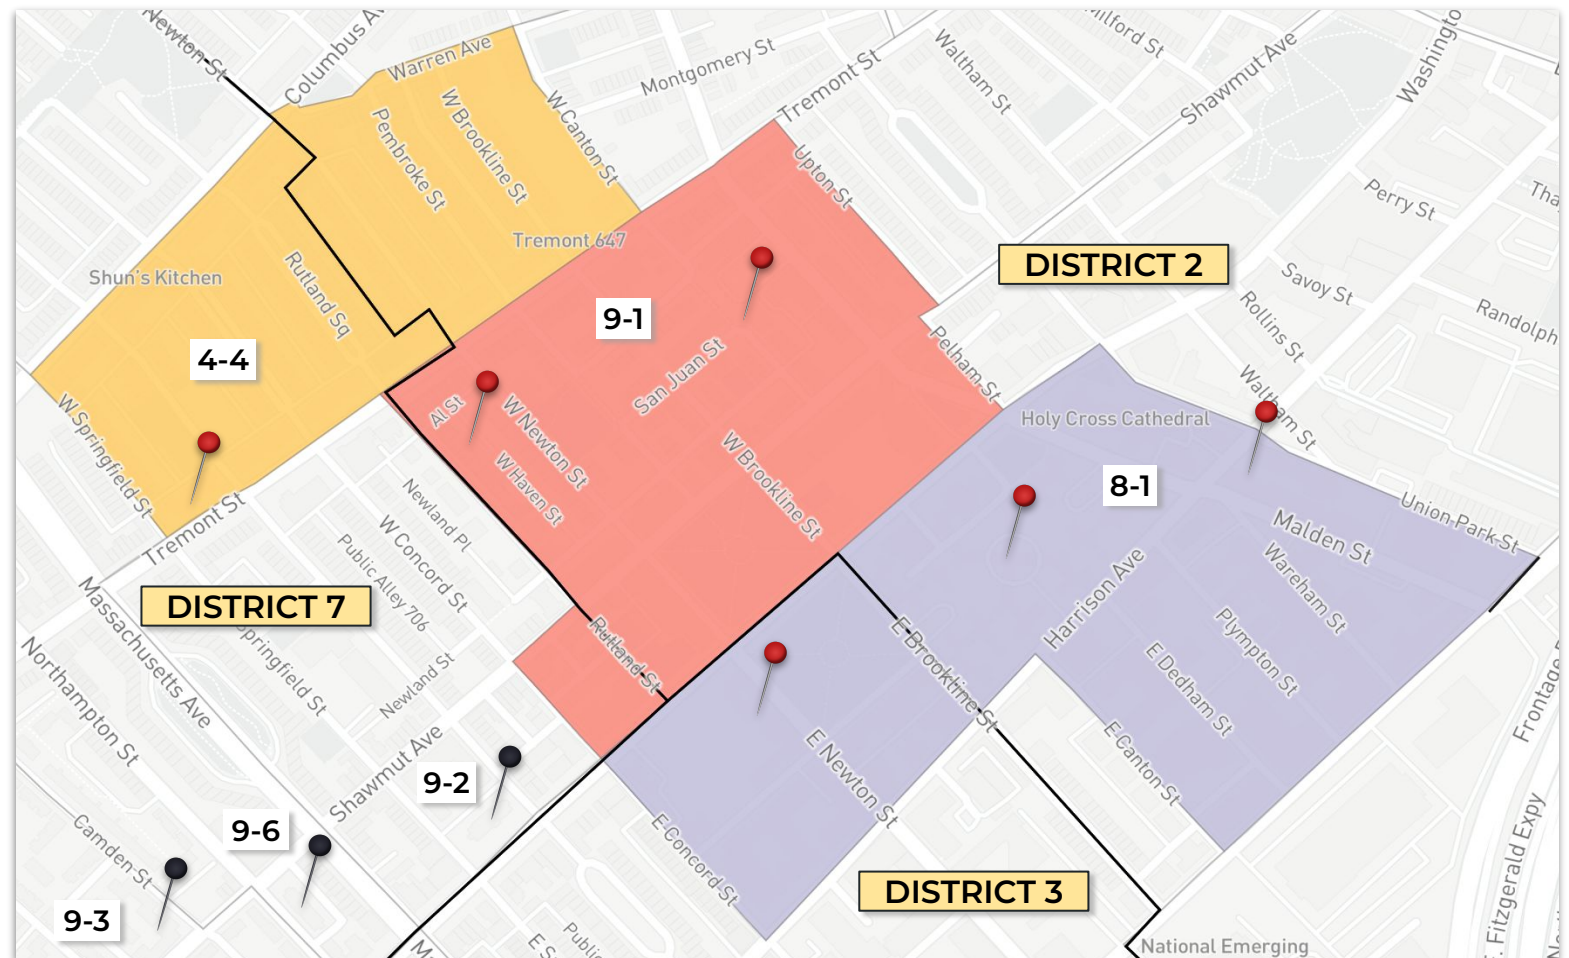 Newton St
Columbus Av
Warren Ave
Montgomery St
Tremont St
Waltham St
Milford St
Shawmut Ave
Washington
Pembroke St
W Brookline St
W Canton St
Upton St
Perry St
Tha
Tremont 647
DISTRICT 2
Shun's Kitchen
Rutland Sq
9-1
Savoy St
Rollins St
Randolph
4-4
San Juan St
Pelham St
Al St
W Newton St
W Haven St
W Brookline St
Holy Cross Cathedral
Waltham St
8-1
W Springfield St
Tremont St
Newland Pl
W Concord St
Public Alley 706
Union Park St
Malden St
Wareham St
Harrison Ave
DISTRICT 7
Massachusetts Ave
Springfield St
Newland St
Rutland St
E Brookline St
Plympton St
E Dedham St
Northampton St
Shawmut Ave
9-2
E Newton St
E Canton St
Frontage
9-6
Camden St
E Concord St
DISTRICT 3
9-3
Fitzgerald Expy
National Emerging